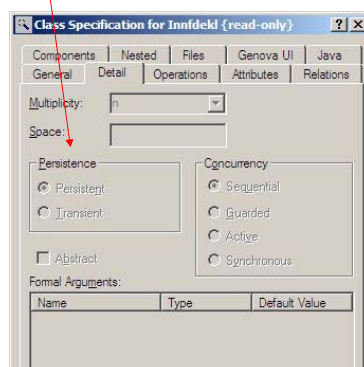 Class Specification for Innfdekl {read-only}
Components Nested Files Genova UI Java
General Detail Operations Attributes Relations
Multiplicity: n
Space:
Persistence Concurrency
Persistent Sequential
Transient Guarded
Active
Abstract Synchronous
Formal Arguments:
Name Type Default Value